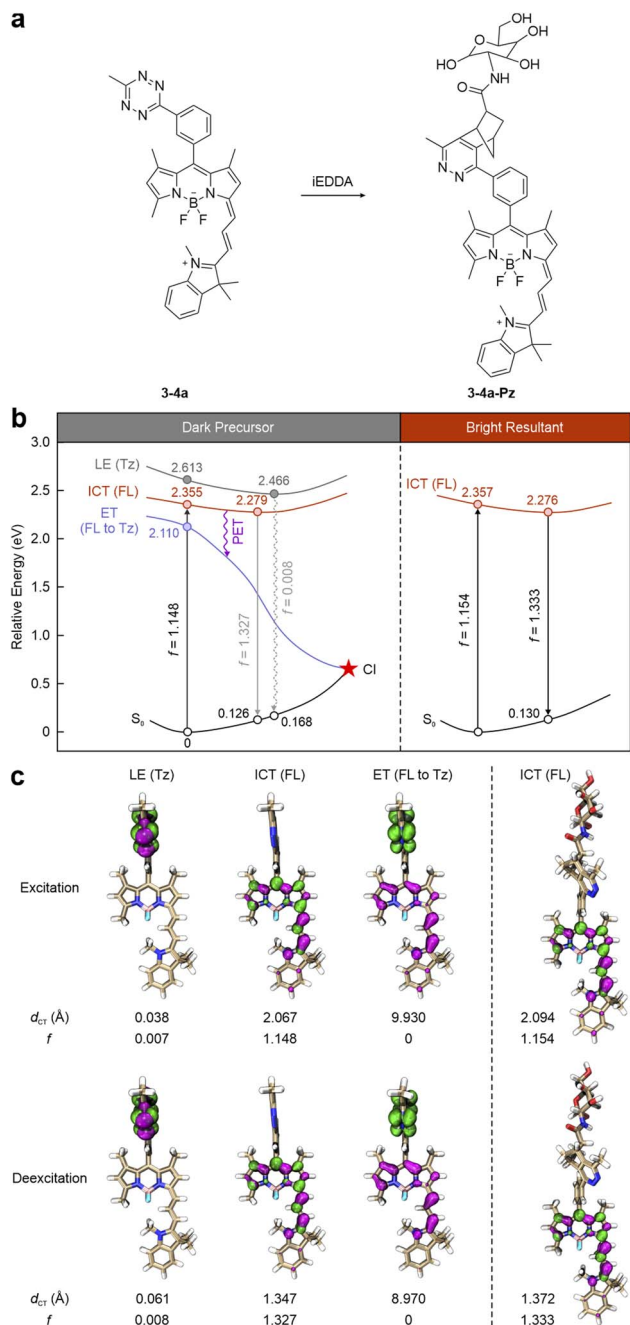 a
HO
OH
O
HO
OH
NH
O
N
N
N
N
N
N
N
B
−
N
F
F
N
+
iEDDA
N
N
N
B
−
N
F
F
N
+
3-4a
3-4a-Pz
b
Dark Precursor
Bright Resultant
Relative Energy (eV)
3.0
2.5
2.0
1.5
1.0
0.5
0
LE (Tz)
2.613
2.466
ICT (FL)
2.355
2.279
ET
(FL to Tz)
2.110
PET
f = 1.148
f = 1.327
f = 0.008
CI
S0
0
0.126
0.168
ICT (FL)
2.357
2.276
f = 1.154
f = 1.333
S0
0
0.130
c
LE (Tz) ICT (FL) ET (FL to Tz) ICT (FL)
Excitation
dCT (Å) 0.038 2.067 9.930 2.094
f 0.007 1.148 0 1.154
Deexcitation
dCT (Å) 0.061 1.347 8.970 1.372
f 0.008 1.327 0 1.333